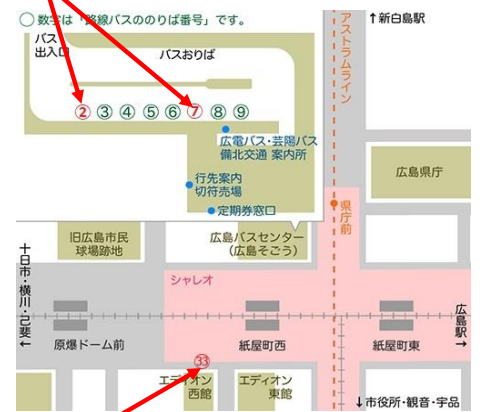 ○ 数字は「路線バスののりば番号」です。
バス
出入口
バスおりば
② ③ ④ ⑤ ⑥ ⑦ ⑧ ⑨
広電バス・芸陽バス
備北交通 案内所
行先案内
切符売場
定期券窓口
アストラムライン
↑新白島駅
広島県庁
県庁前
旧広島市民
球場跡地
広島バスセンター
(広島そごう)
十日市・横川・己斐←
シャレオ
原爆ドーム前
紙屋町西
紙屋町東
広島駅→
㉝
エディオン
西館
エディオン
東館
↓市役所・観音・宇品